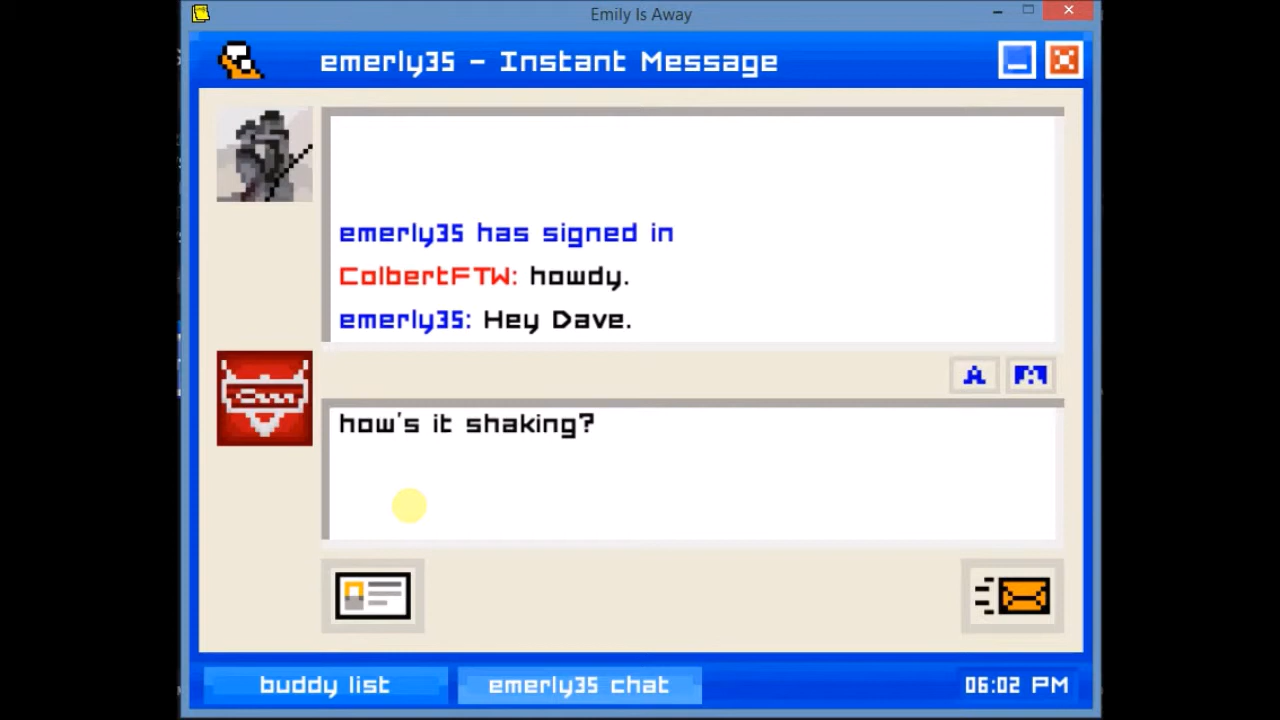 Emily Is Away
emerly35 - Instant Message
emerly35 has signed in
ColbertFTW: howdy.
emerly35: Hey Dave.
A
how's it shaking?
buddy list
emerly35 chat
06:02 PM